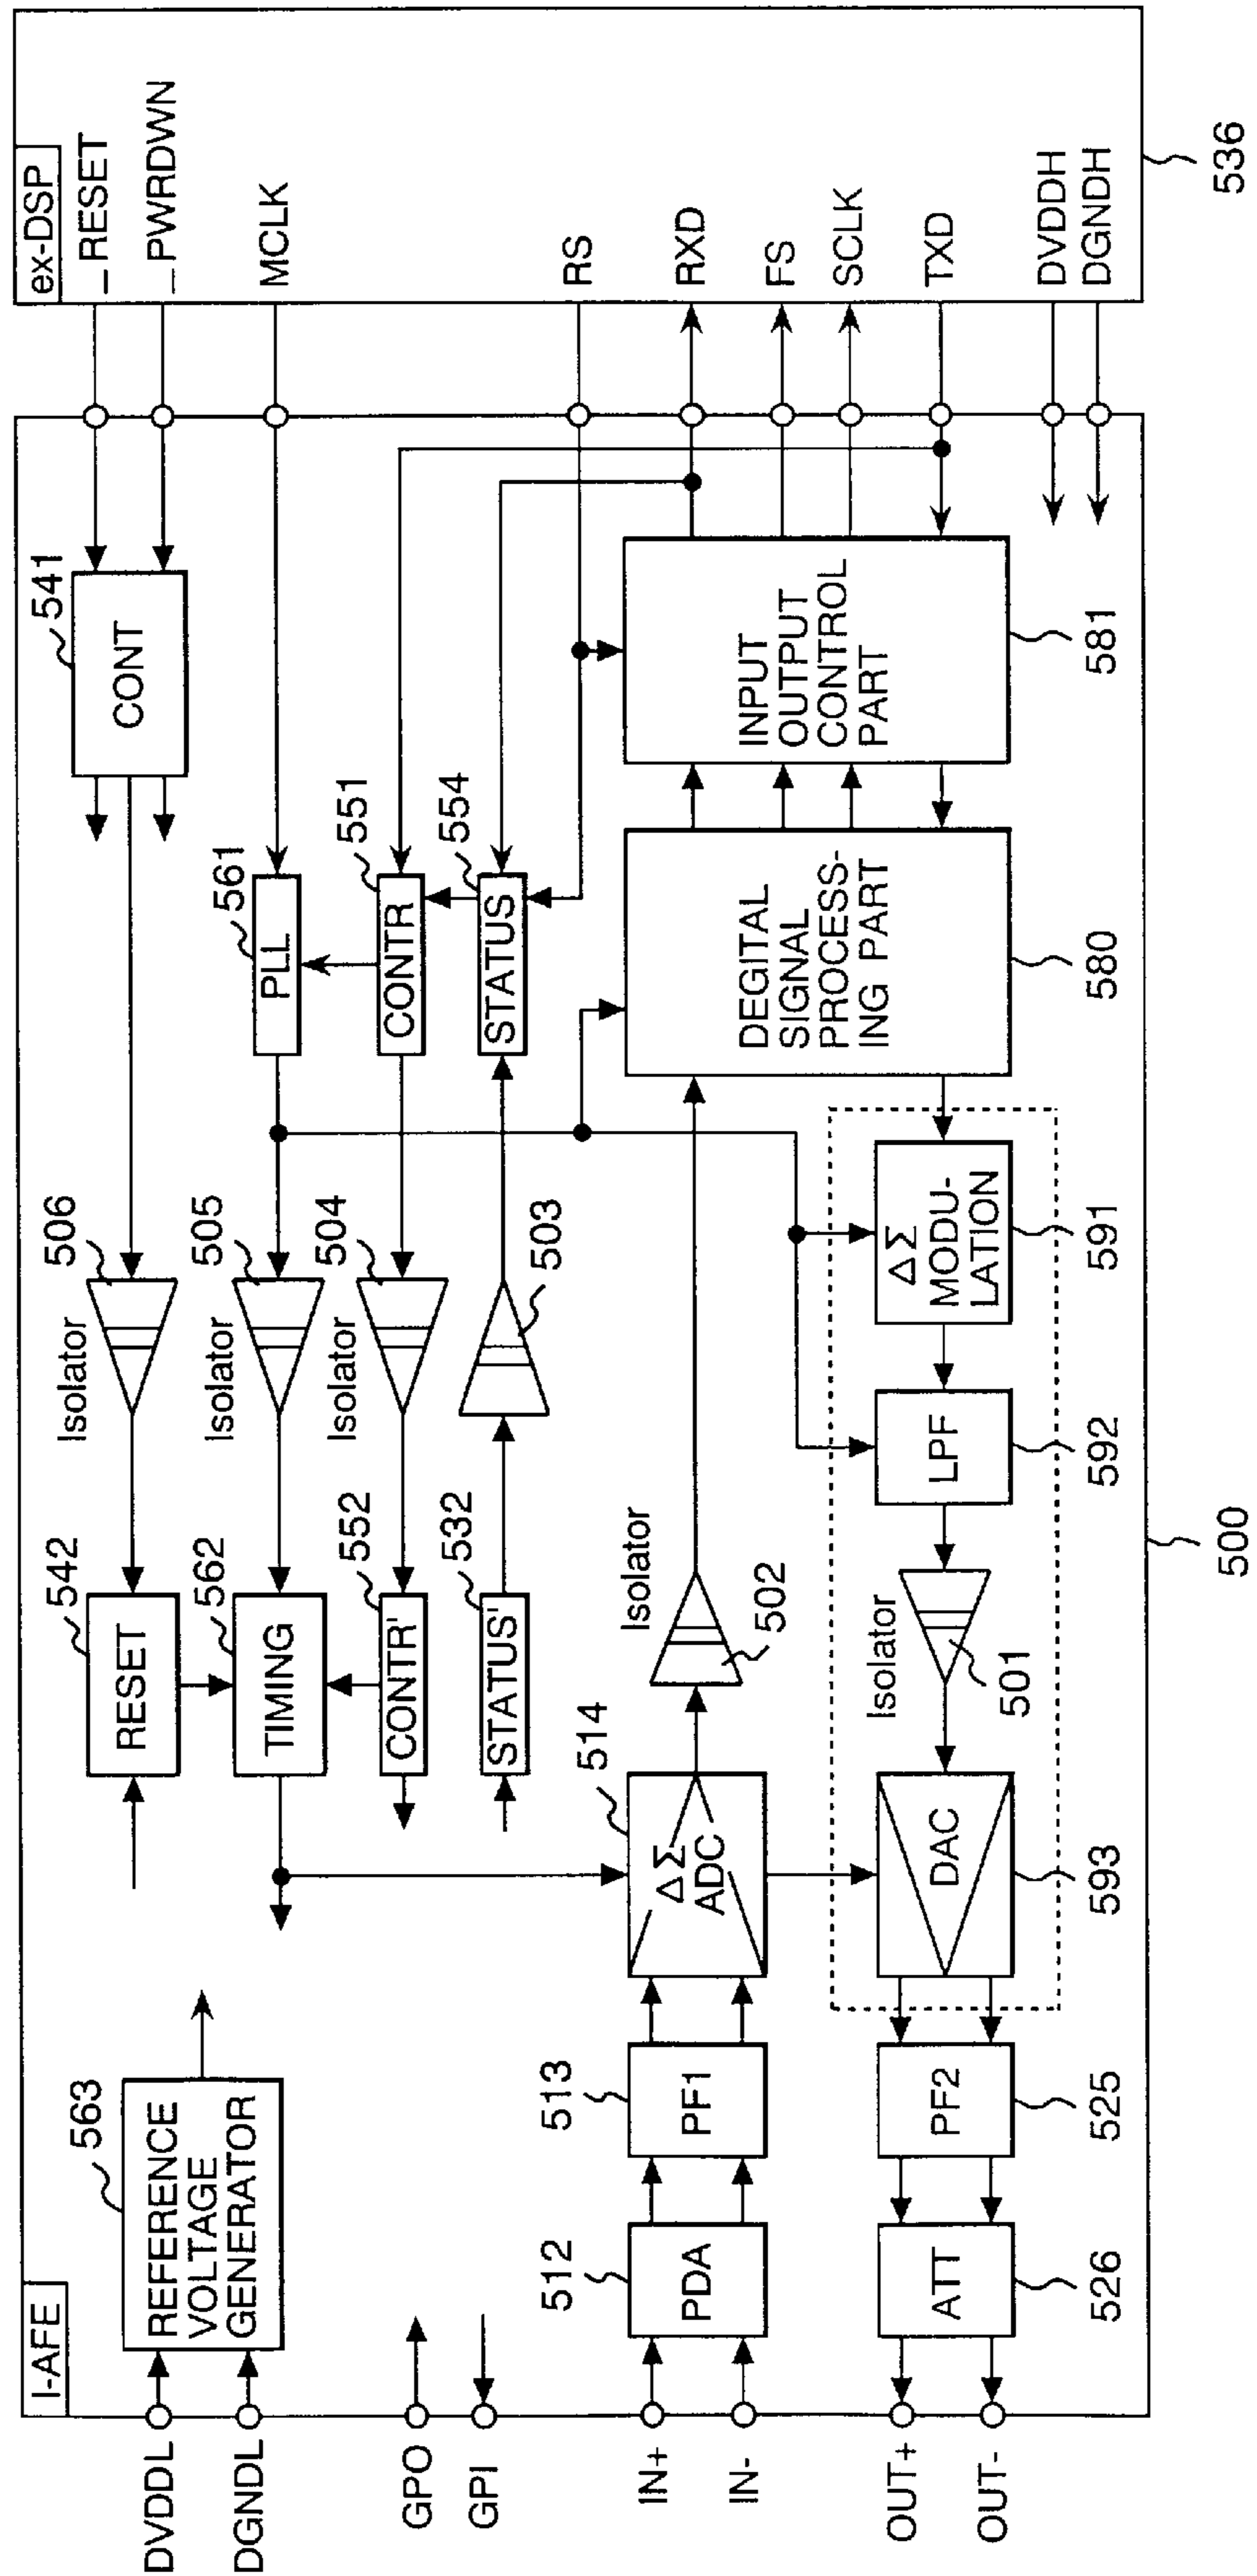 I-AFE
ex-DSP
DVDDL
DGNDL
563
REFERENCE
VOLTAGE
GENERATOR
542
RESET
Isolator
506
541
CONT
_RESET
_PWRDWN
562
TIMING
Isolator
505
561
PLL
MCLK
GPO
GPI
552
CONTR'
Isolator
504
551
CONTR
532
STATUS'
503
554
STATUS
RS
IN+
IN-
512
PDA
513
PF1
514
ΔΣ
ADC
Isolator
502
DEGITAL
SIGNAL
PROCESS-
ING PART
580
INPUT
OUTPUT
CONTROL
PART
581
RXD
FS
SCLK
TXD
OUT+
OUT-
ATT
526
PF2
525
DAC
593
Isolator
501
LPF
592
ΔΣ
MODU-
LATION
591
DVDDH
DGNDH
500
536